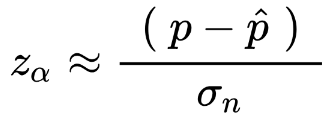 z_α ≈ ( p − p̂ ) / σ_n